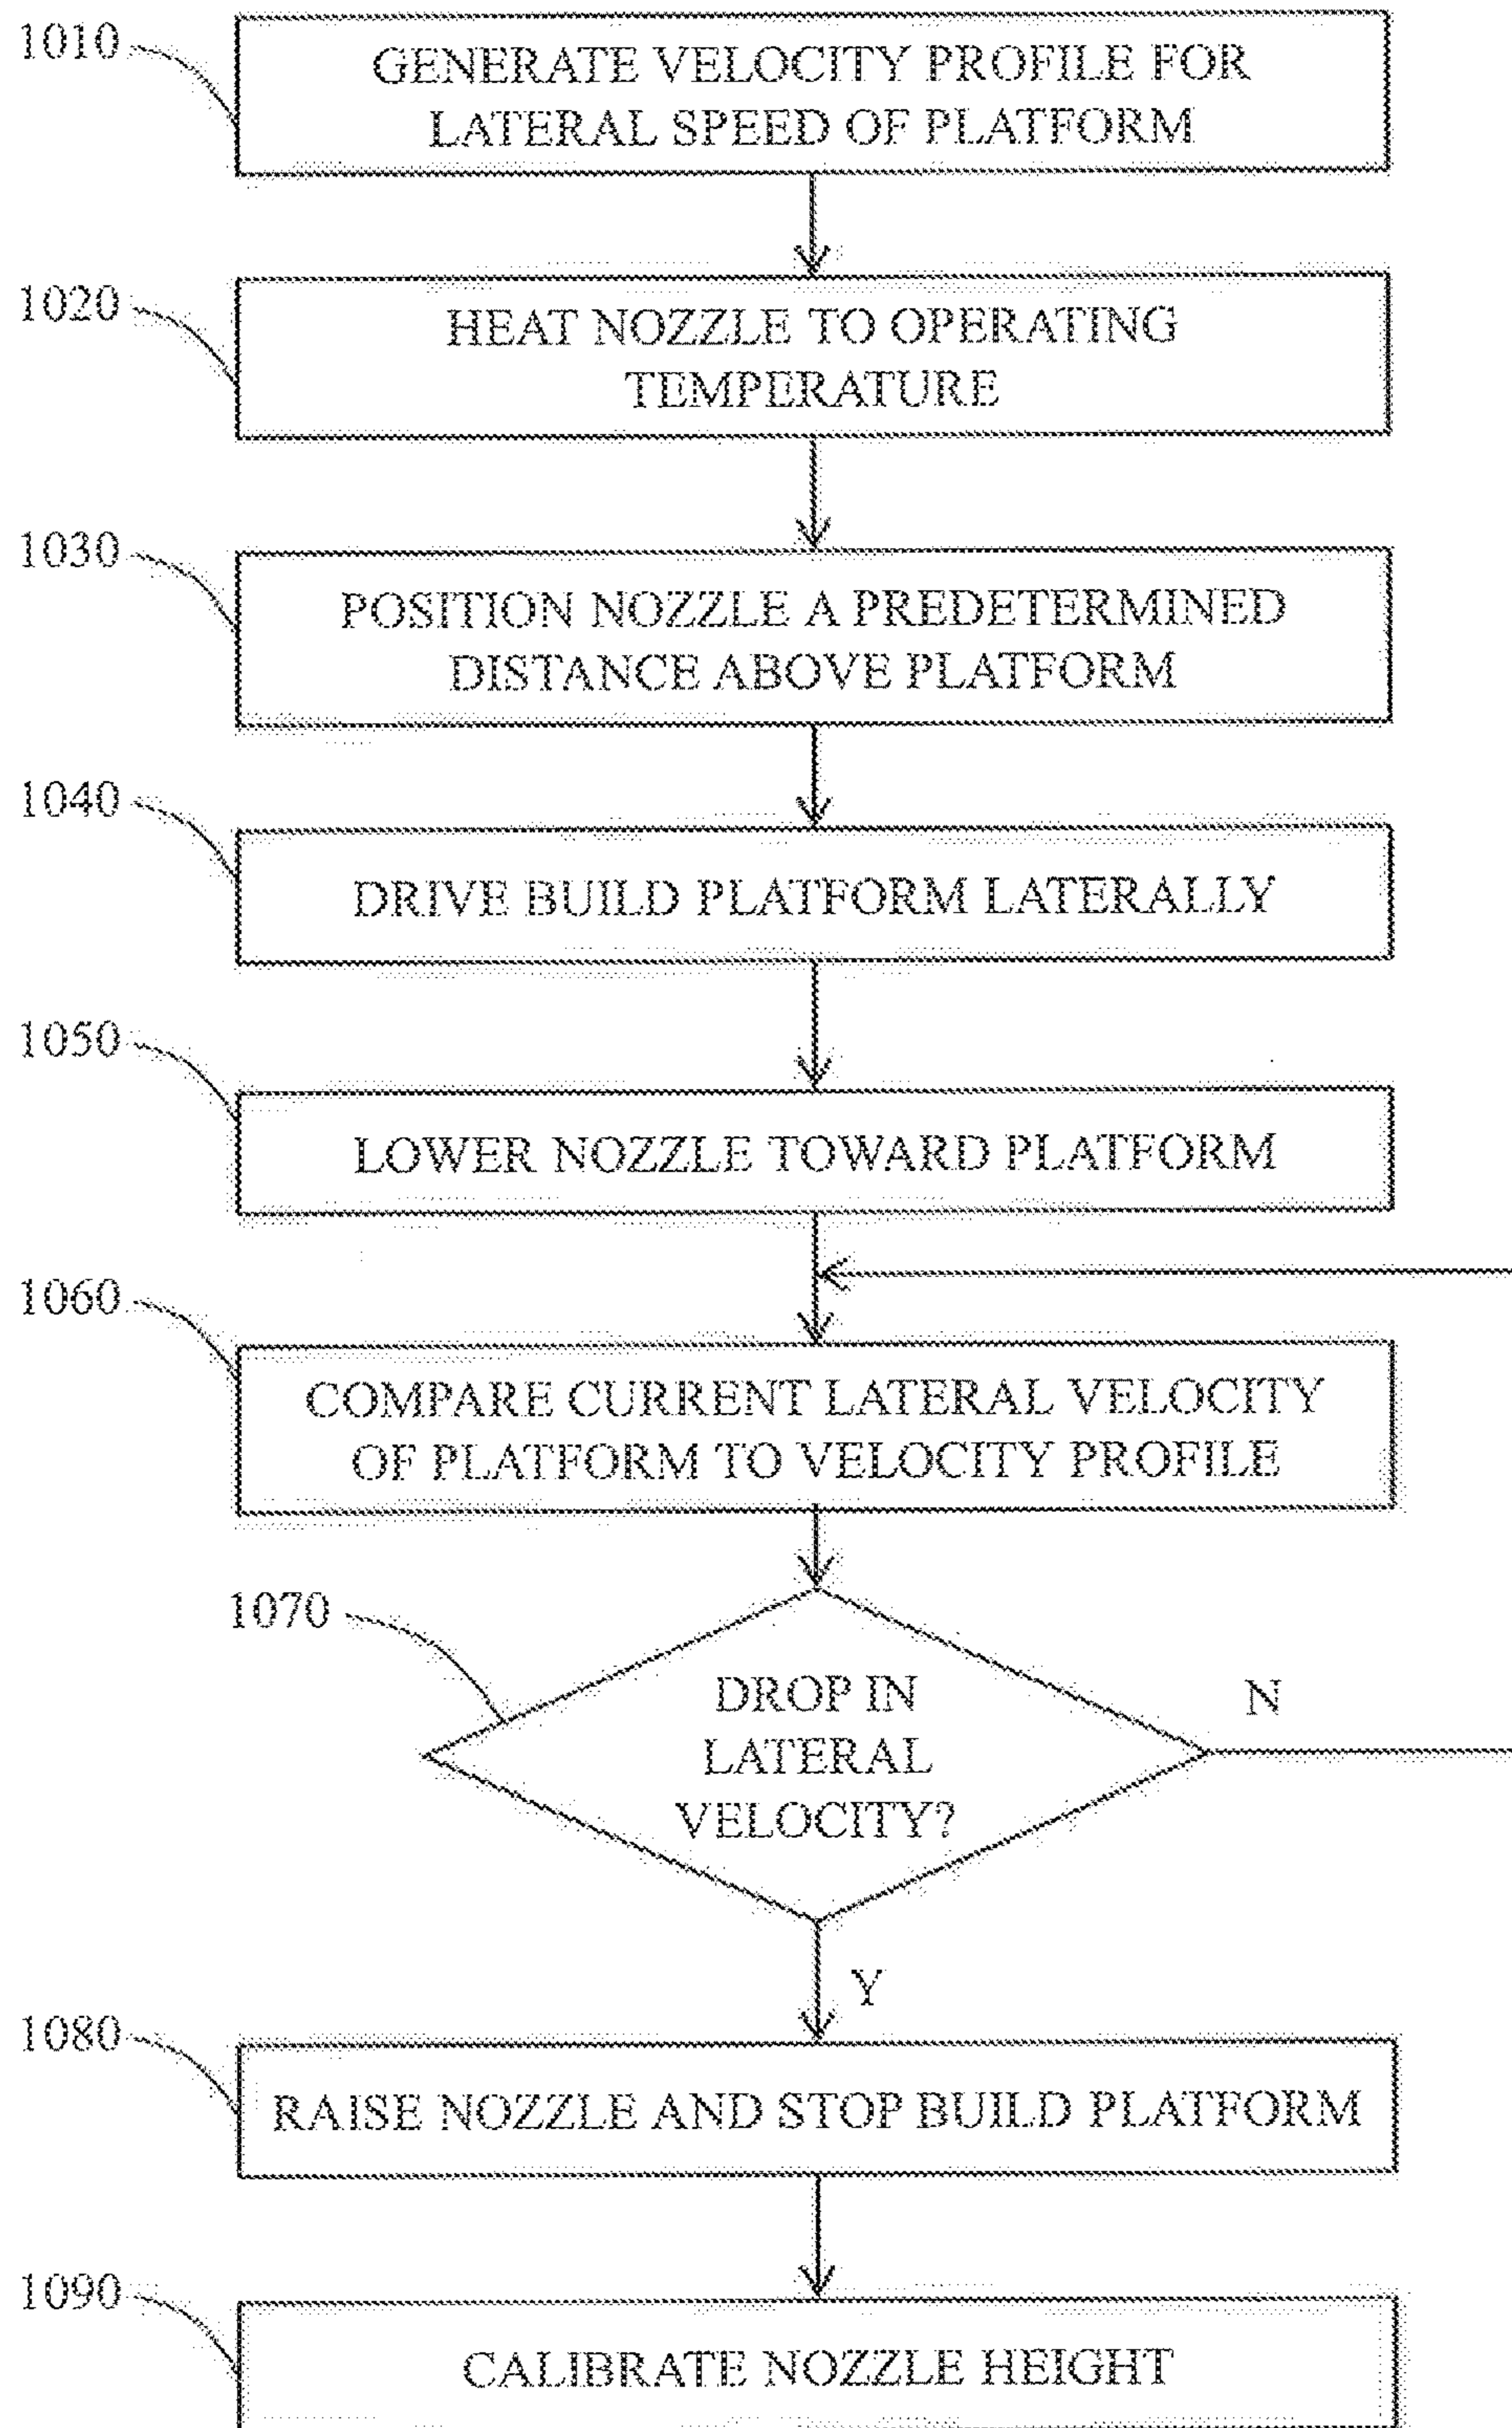 1010
GENERATE VELOCITY PROFILE FOR
LATERAL SPEED OF PLATFORM
1020
HEAT NOZZLE TO OPERATING
TEMPERATURE
1030
POSITION NOZZLE A PREDETERMINED
DISTANCE ABOVE PLATFORM
1040
DRIVE BUILD PLATFORM LATERALLY
1050
LOWER NOZZLE TOWARD PLATFORM
1060
COMPARE CURRENT LATERAL VELOCITY
OF PLATFORM TO VELOCITY PROFILE
1070
DROP IN
LATERAL
VELOCITY?
N
Y
1080
RAISE NOZZLE AND STOP BUILD PLATFORM
1090
CALIBRATE NOZZLE HEIGHT